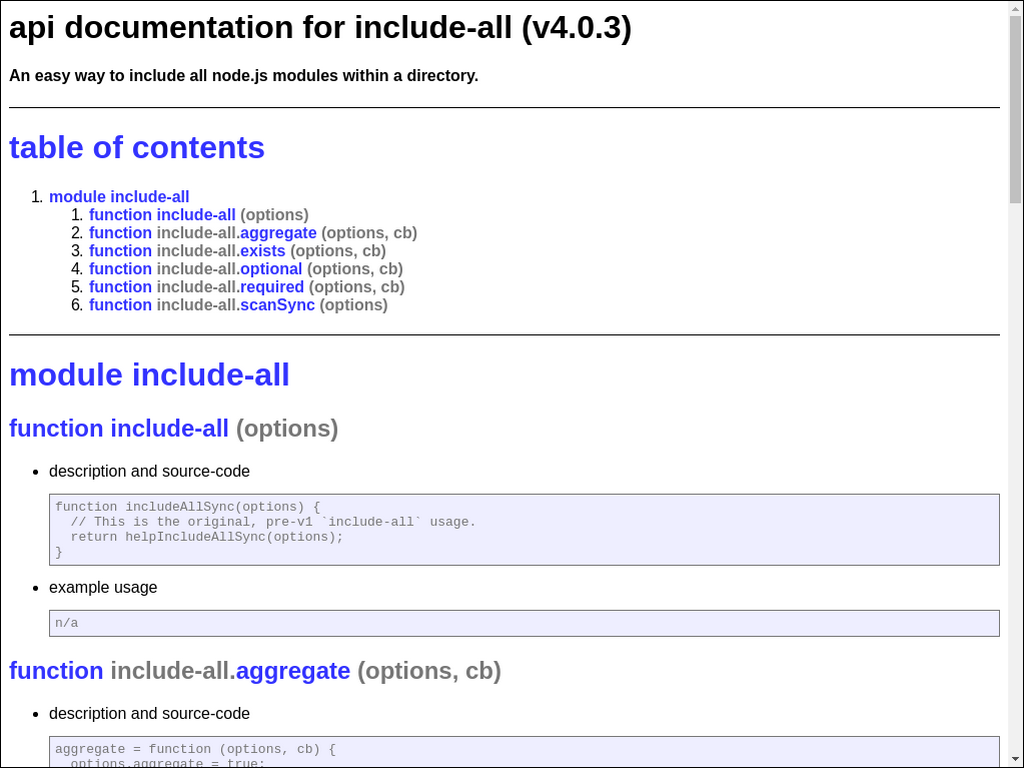 api documentation for include-all (v4.0.3)
An easy way to include all node.js modules within a directory.
table of contents
1. module include-all
1. function include-all (options)
2. function include-all.aggregate (options, cb)
3. function include-all.exists (options, cb)
4. function include-all.optional (options, cb)
5. function include-all.required (options, cb)
6. function include-all.scanSync (options)
module include-all
function include-all (options)
• description and source-code
function includeAllSync(options) {
  // This is the original, pre-v1 `include-all` usage.
  return helpIncludeAllSync(options);
}
• example usage
n/a
function include-all.aggregate (options, cb)
• description and source-code
aggregate = function (options, cb) {
  options.aggregate = true;